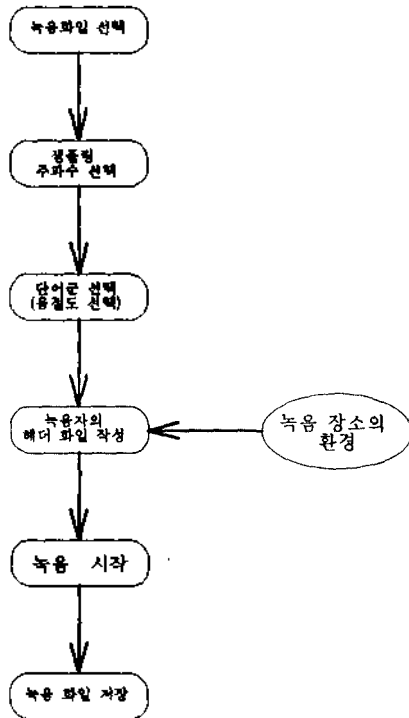 녹음화일 선택
샘플링
주파수 선택
단어군 선택
(음절도 선택)
녹음자의
헤더 화일 작성
녹음 장소의
환경
녹음 시작
녹음 화일 저장